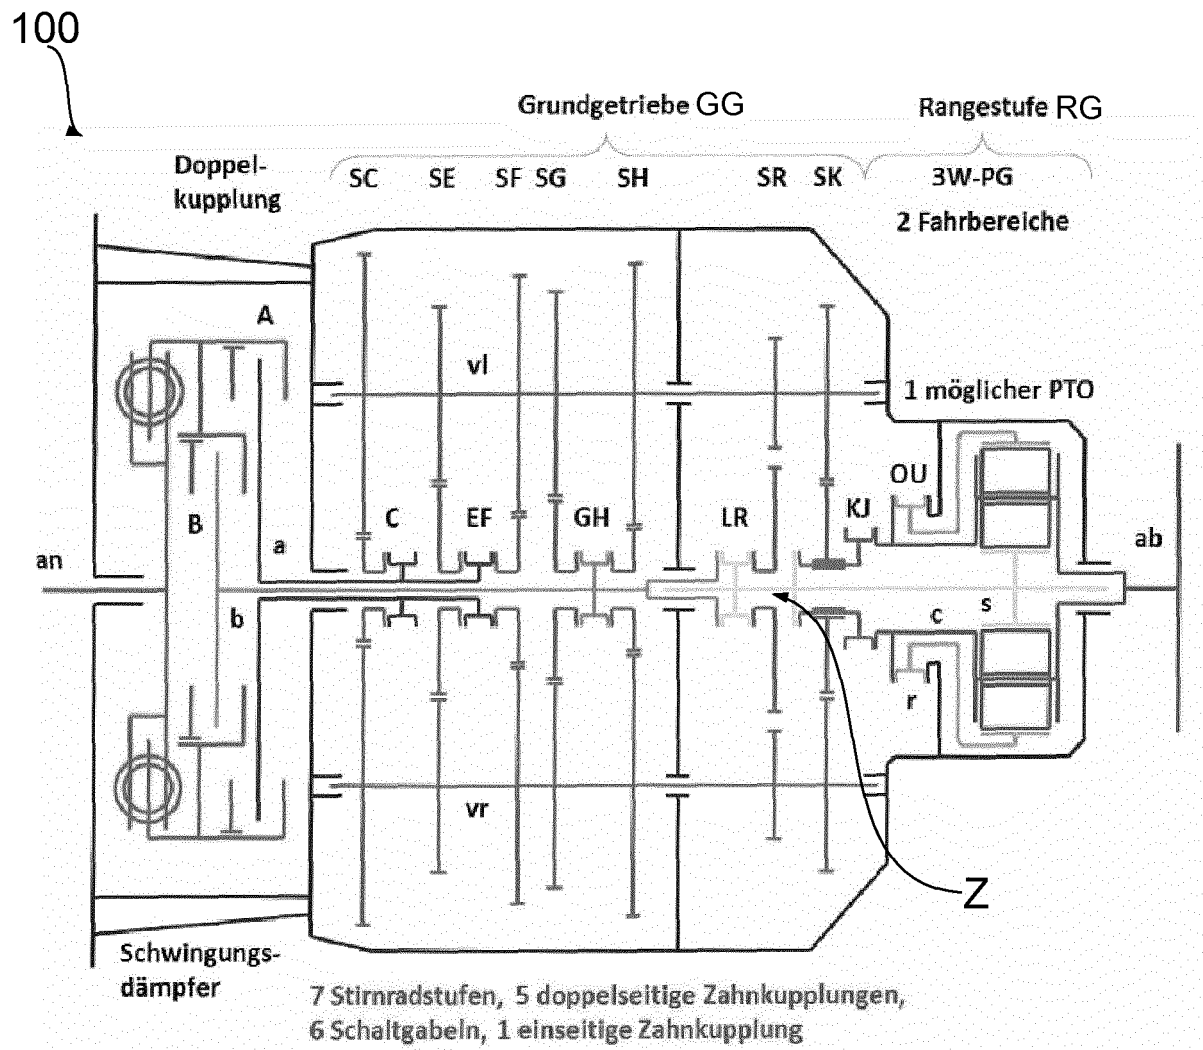 100
Grundgetriebe GG
Rangestufe RG
Doppel-
kupplung
SC SE SF SG SH SR SK
3W-PG
2 Fahrbereiche
A
vl
1 möglicher PTO
OU
B
C
EF
GH
LR
KJ
an
a
ab
b
c
s
r
vr
Z
Schwingungs-
dämpfer
7 Stirnradstufen, 5 doppelseitige Zahnkupplungen,
6 Schaltgabeln, 1 einseitige Zahnkupplung